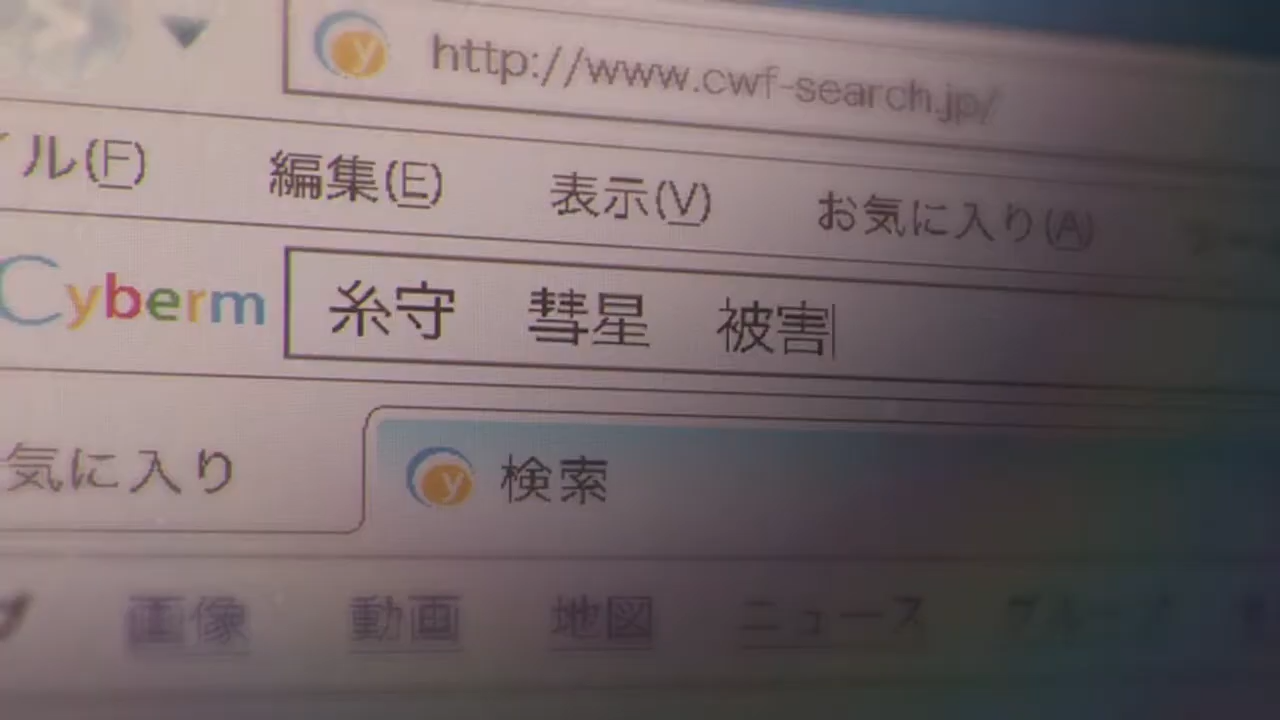 http://www.cwf-search.jp/
イル(F) 編集(E) 表示(V) お気に入り(A)
Cyberm 糸守 彗星 被害
気に入り 検索
画像 動画 地図 ニュース